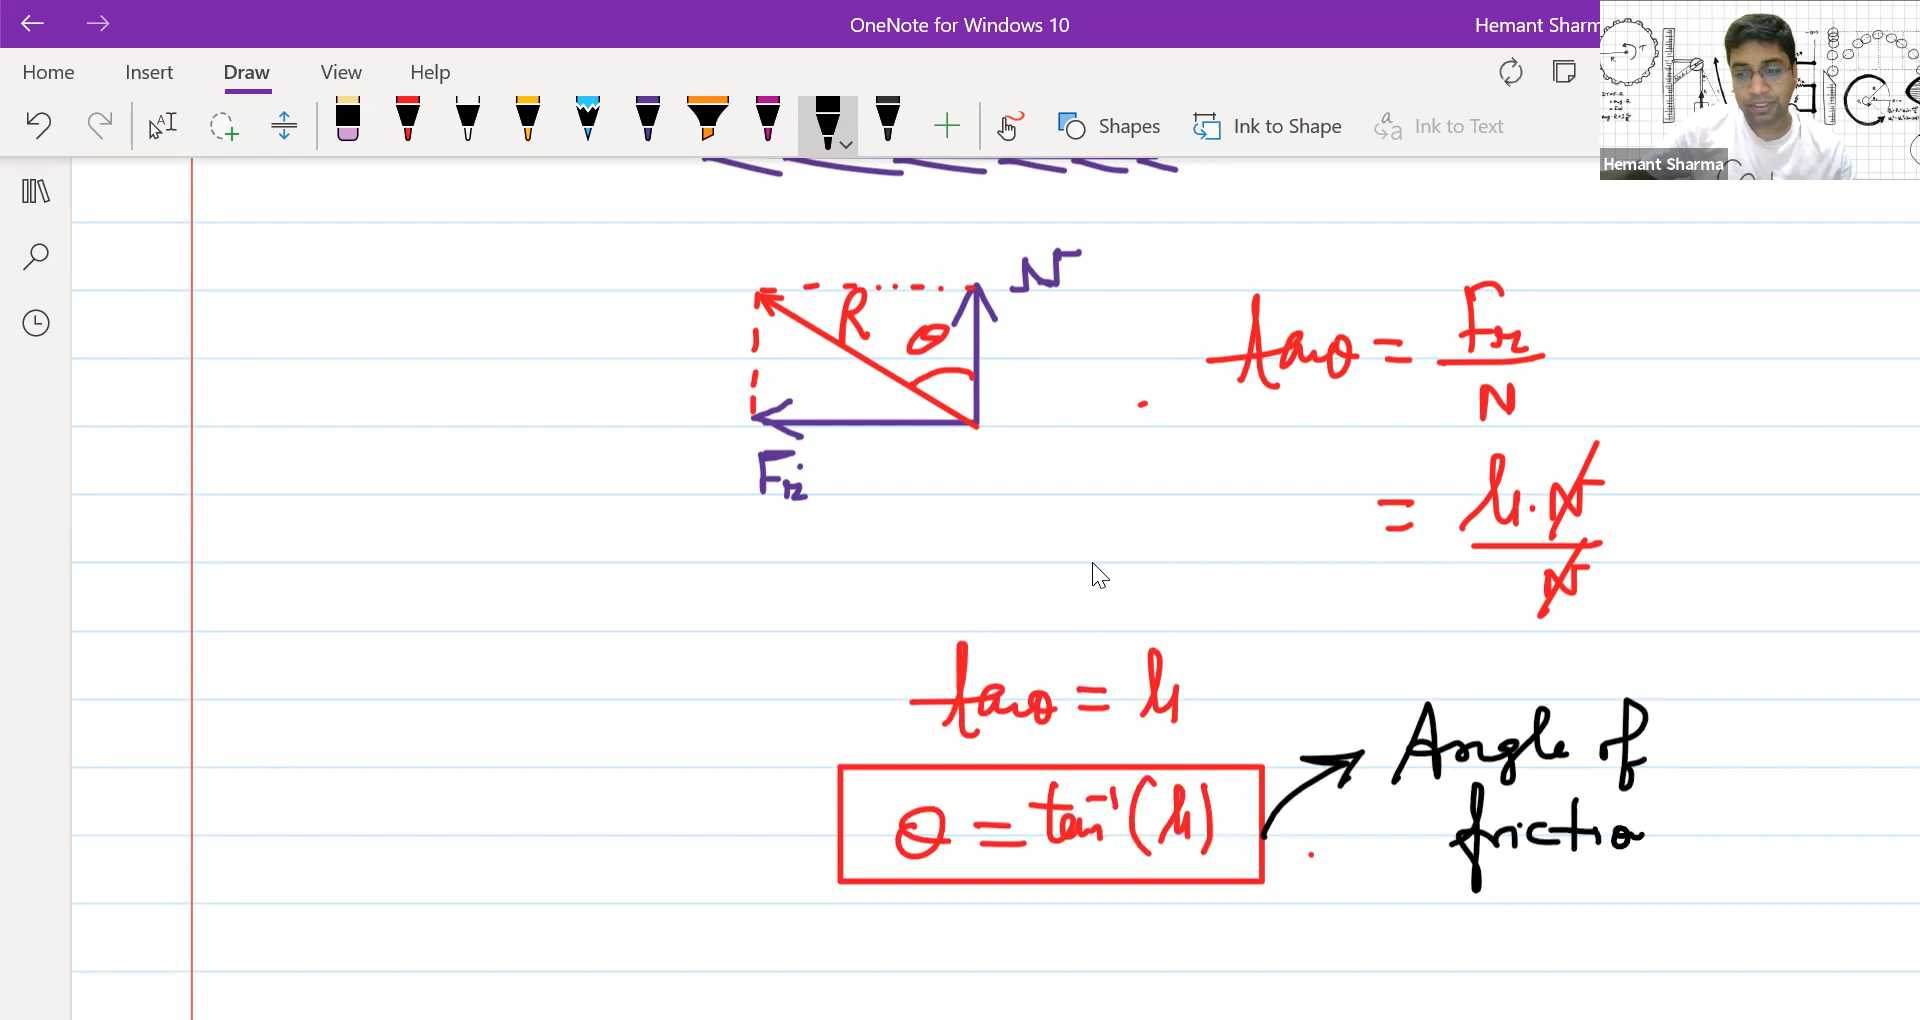 OneNote for Windows 10
Hemant Sharm
Home Insert Draw View Help
Shapes Ink to Shape Ink to Text
Hemant Sharma
N
R θ
Fr
tanθ = Fr
N
= μ.N
N
tanθ = μ
θ = tan⁻¹(μ)
Angle of
frictio